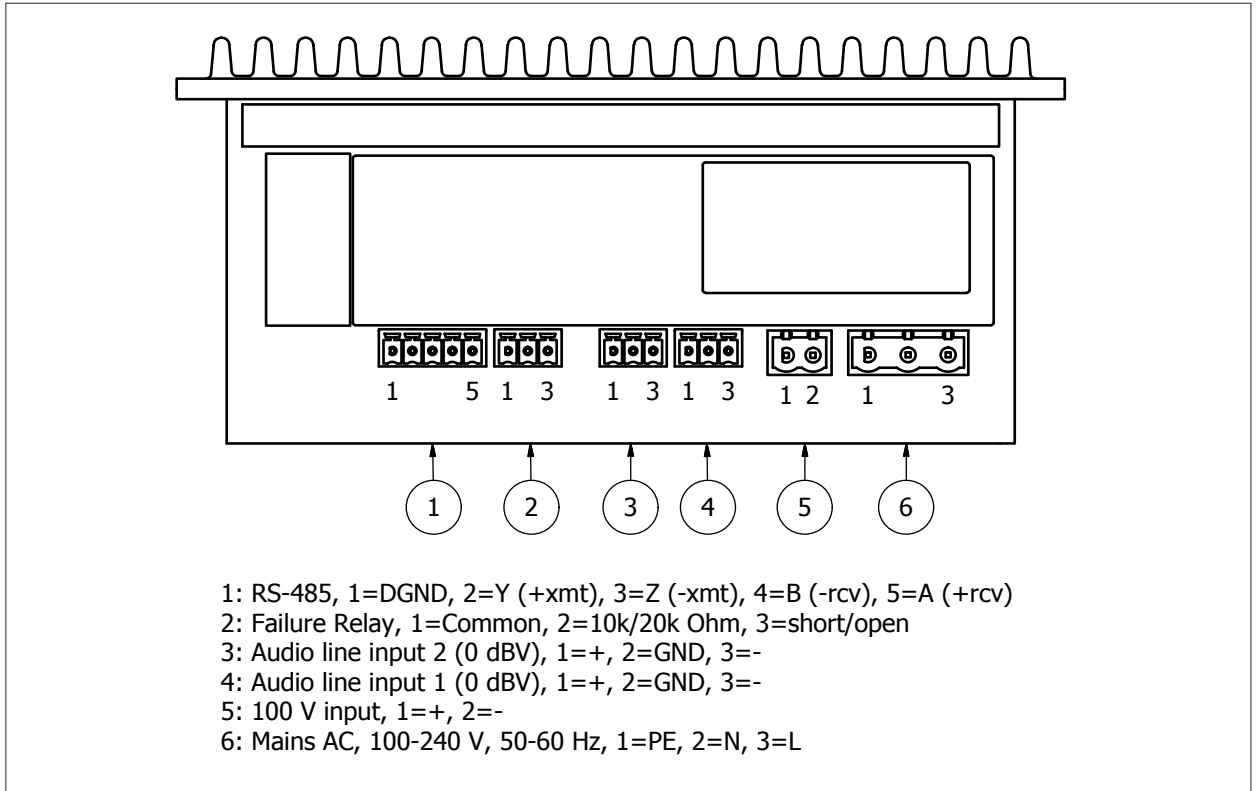 1 5 1 3 1 3 1 3 1 2 1 3
1 2 3 4 5 6
1: RS-485, 1=DGND, 2=Y (+xmt), 3=Z (-xmt), 4=B (-rcv), 5=A (+rcv)
2: Failure Relay, 1=Common, 2=10k/20k Ohm, 3=short/open
3: Audio line input 2 (0 dBV), 1=+, 2=GND, 3=-
4: Audio line input 1 (0 dBV), 1=+, 2=GND, 3=-
5: 100 V input, 1=+, 2=-
6: Mains AC, 100-240 V, 50-60 Hz, 1=PE, 2=N, 3=L